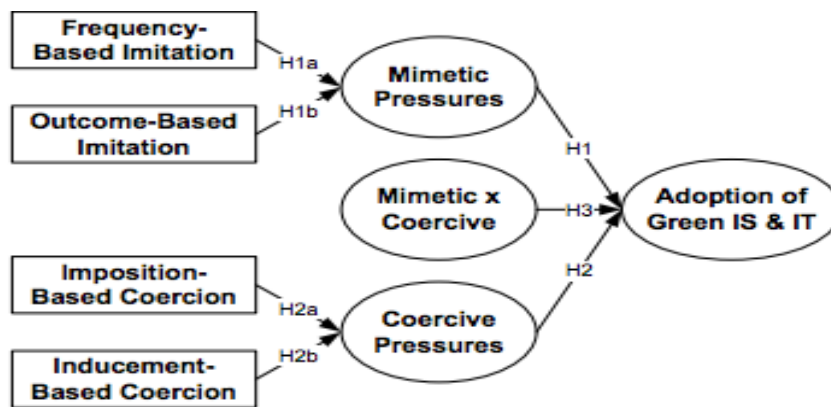 Frequency-
Based Imitation
H1a
Outcome-Based
Imitation
H1b
Mimetic
Pressures
H1
Mimetic x
Coercive
H3
Adoption of
Green IS & IT
Imposition-
Based Coercion
H2a
Inducement-
Based Coercion
H2b
Coercive
Pressures
H2